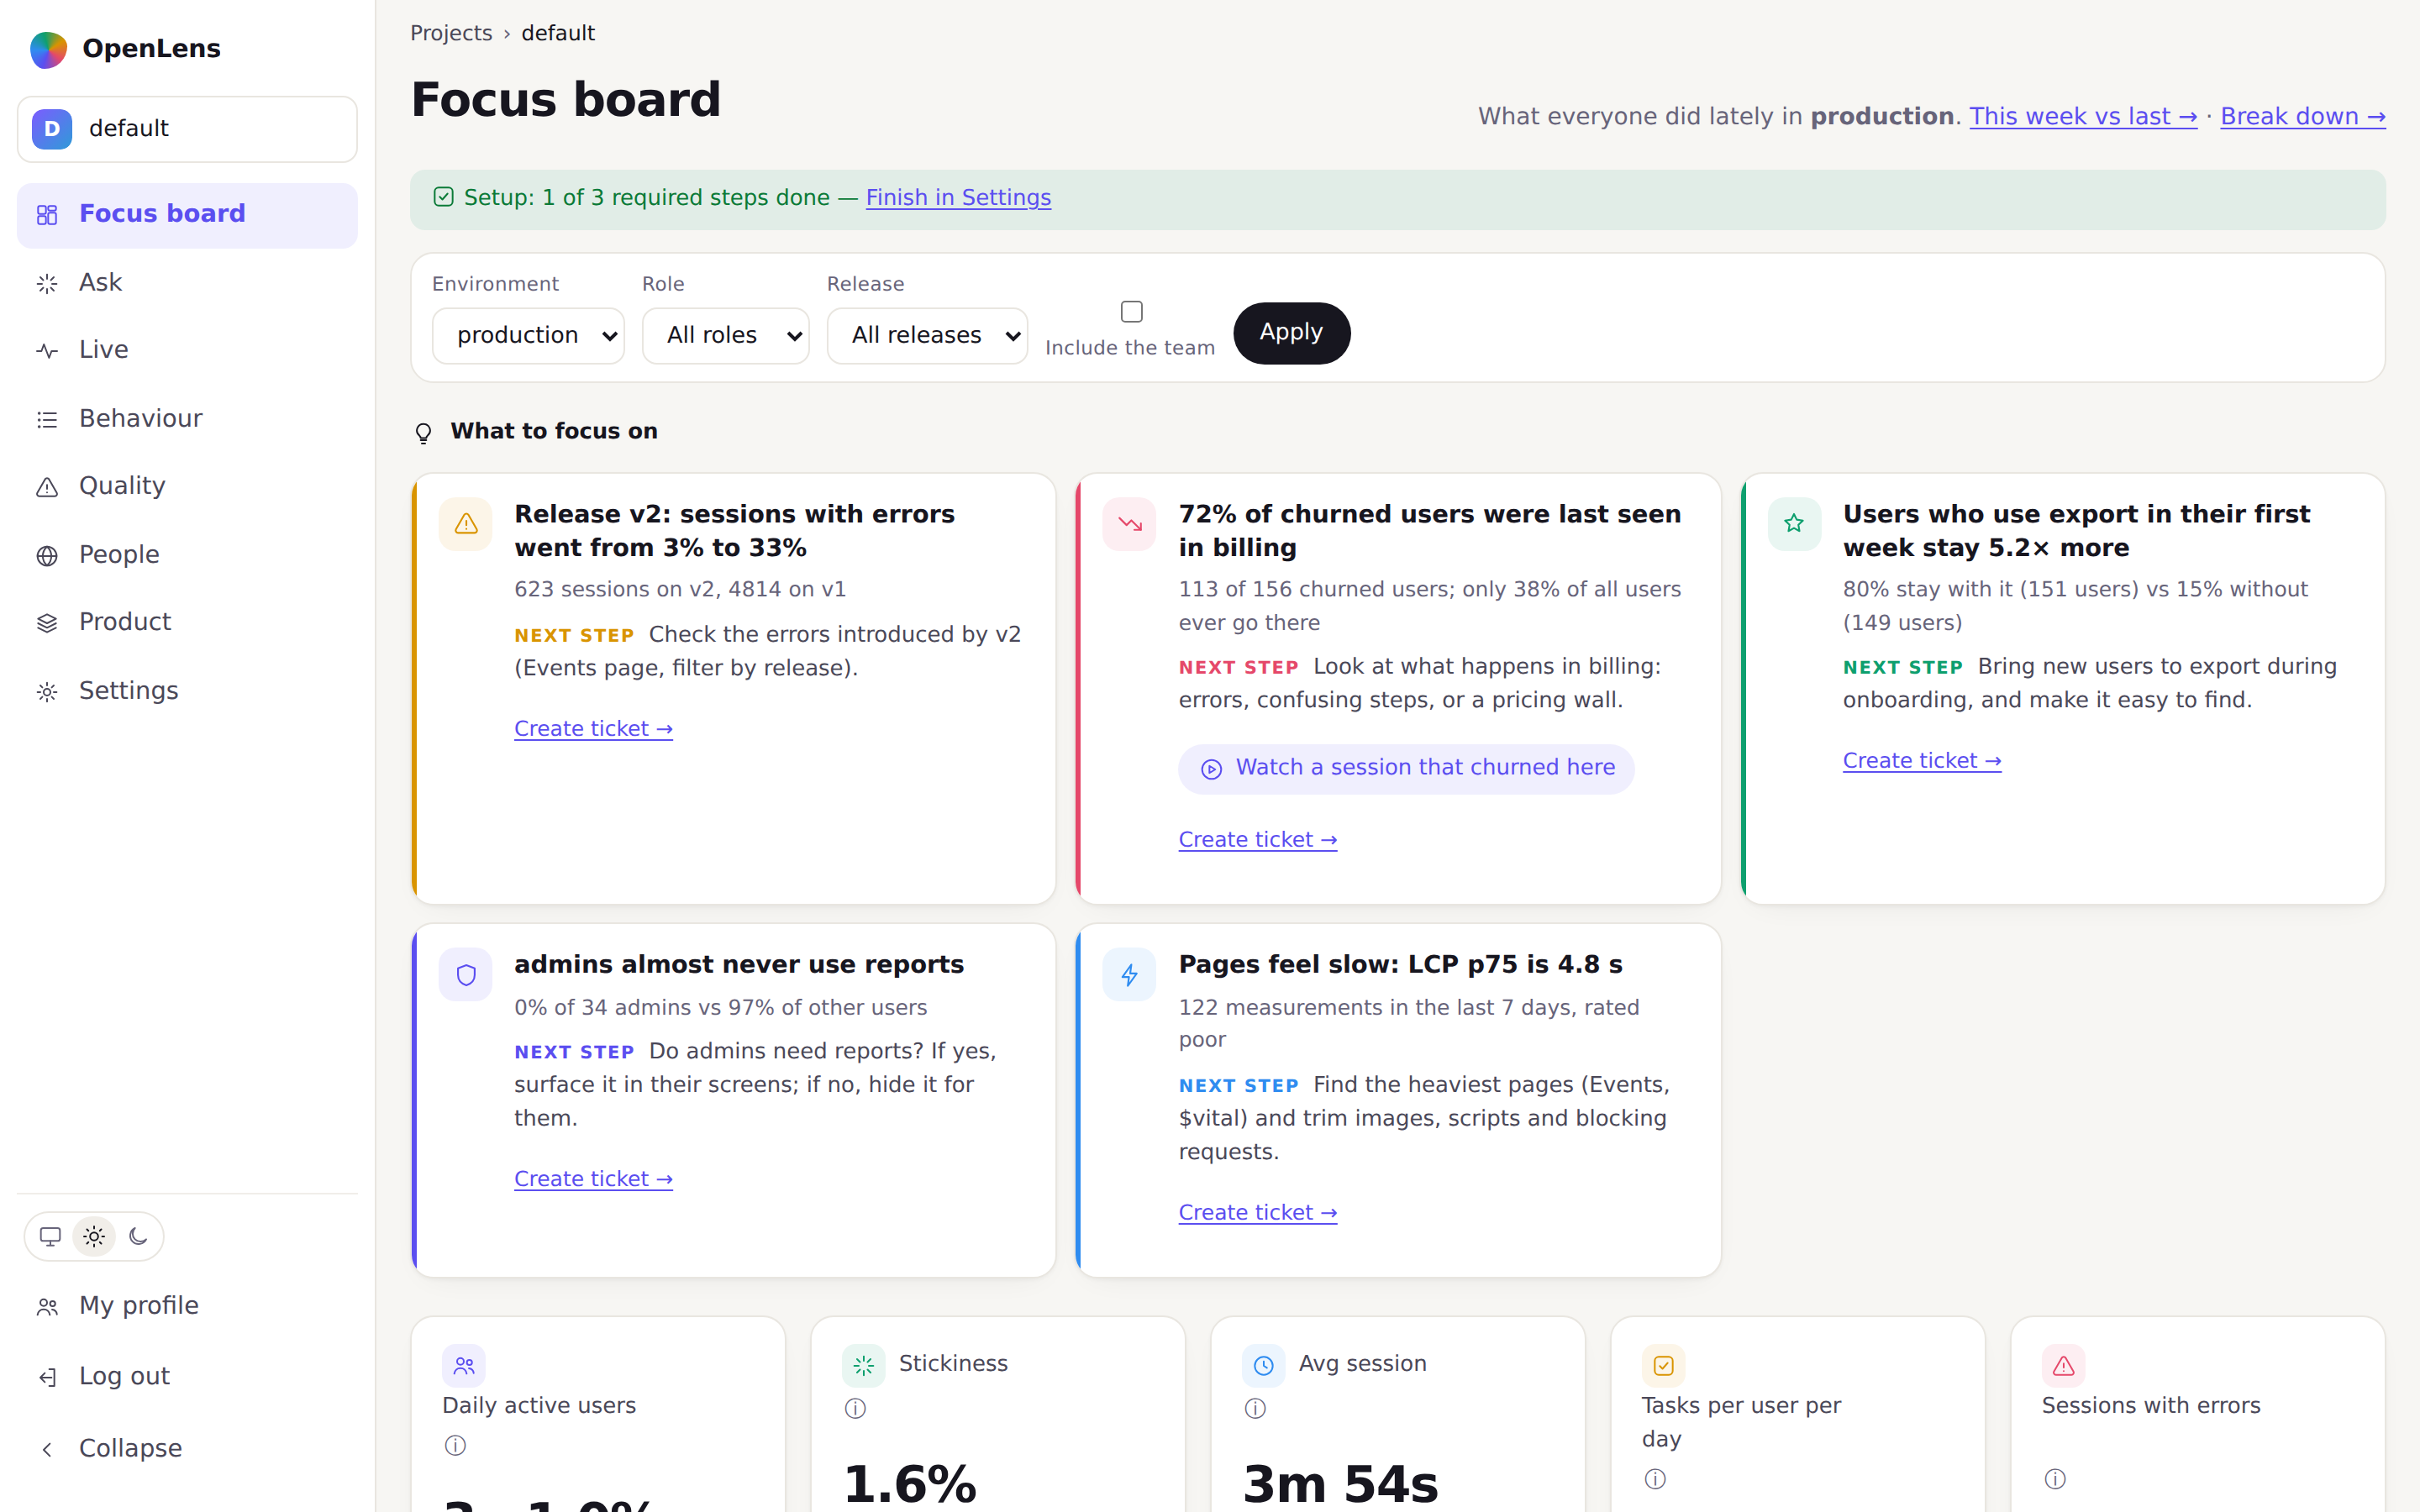 OpenLens
D default
Focus board
Ask
Live
Behaviour
Quality
People
Product
Settings
My profile
Log out
Collapse
Projects › default
Focus board
What everyone did lately in production. This week vs last → · Break down →
Setup: 1 of 3 required steps done — Finish in Settings
Environment
production
Role
All roles
Release
All releases
Include the team
Apply
What to focus on
Release v2: sessions with errors
went from 3% to 33%
623 sessions on v2, 4814 on v1
NEXT STEP Check the errors introduced by v2
(Events page, filter by release).
Create ticket →
72% of churned users were last seen
in billing
113 of 156 churned users; only 38% of all users
ever go there
NEXT STEP Look at what happens in billing:
errors, confusing steps, or a pricing wall.
Watch a session that churned here
Create ticket →
Users who use export in their first
week stay 5.2× more
80% stay with it (151 users) vs 15% without
(149 users)
NEXT STEP Bring new users to export during
onboarding, and make it easy to find.
Create ticket →
admins almost never use reports
0% of 34 admins vs 97% of other users
NEXT STEP Do admins need reports? If yes,
surface it in their screens; if no, hide it for
them.
Create ticket →
Pages feel slow: LCP p75 is 4.8 s
122 measurements in the last 7 days, rated
poor
NEXT STEP Find the heaviest pages (Events,
$vital) and trim images, scripts and blocking
requests.
Create ticket →
Daily active users
Stickiness
1.6%
Avg session
3m 54s
Tasks per user per
day
Sessions with errors